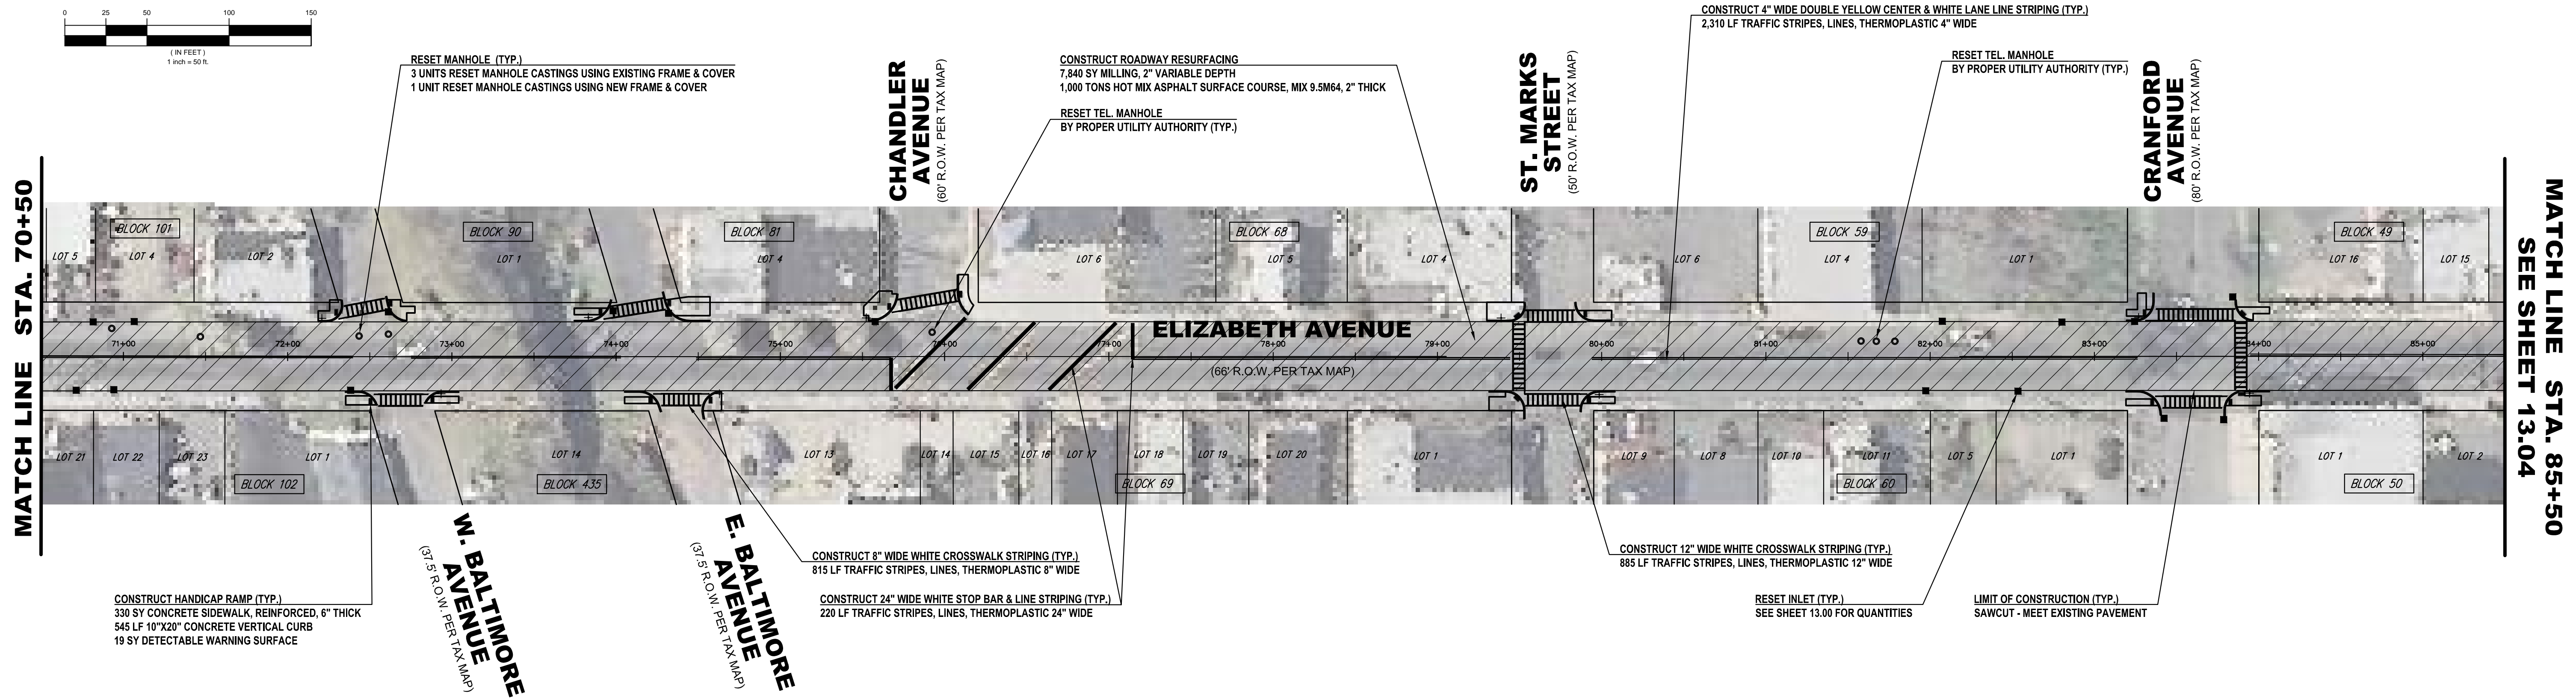 0 25 50 100 150
( IN FEET )
1 inch = 50 ft.
RESET MANHOLE (TYP.)
3 UNITS RESET MANHOLE CASTINGS USING EXISTING FRAME & COVER
1 UNIT RESET MANHOLE CASTINGS USING NEW FRAME & COVER
CHANDLER
AVENUE
(60' R.O.W. PER TAX MAP)
CONSTRUCT ROADWAY RESURFACING
7,840 SY MILLING, 2" VARIABLE DEPTH
1,000 TONS HOT MIX ASPHALT SURFACE COURSE, MIX 9.5M64, 2" THICK
RESET TEL. MANHOLE
BY PROPER UTILITY AUTHORITY (TYP.)
ST. MARKS
STREET
(50' R.O.W. PER TAX MAP)
CONSTRUCT 4" WIDE DOUBLE YELLOW CENTER & WHITE LANE LINE STRIPING (TYP.)
2,310 LF TRAFFIC STRIPES, LINES, THERMOPLASTIC 4" WIDE
RESET TEL. MANHOLE
BY PROPER UTILITY AUTHORITY (TYP.)
CRANFORD
AVENUE
(80' R.O.W. PER TAX MAP)
MATCH LINE STA. 70+50
MATCH LINE STA. 85+50
SEE SHEET 13.04
BLOCK 101
BLOCK 90
BLOCK 81
BLOCK 68
BLOCK 59
BLOCK 49
LOT 5
LOT 4
LOT 2
LOT 1
LOT 4
LOT 6
LOT 5
LOT 4
LOT 6
LOT 4
LOT 1
LOT 16
LOT 15
ELIZABETH AVENUE
71+00
72+00
73+00
74+00
75+00
77+00
78+00
79+00
80+00
81+00
82+00
83+00
85+00
(66' R.O.W. PER TAX MAP)
LOT 21
LOT 22
LOT 23
LOT 1
LOT 14
LOT 13
LOT 14
LOT 15
LOT 16
LOT 17
LOT 18
LOT 19
LOT 20
LOT 1
LOT 9
LOT 8
LOT 10
LOT 11
LOT 5
LOT 1
LOT 1
LOT 2
BLOCK 102
BLOCK 435
BLOCK 69
BLOCK 60
BLOCK 50
W. BALTIMORE
AVENUE
(37.5' R.O.W. PER TAX MAP)
E. BALTIMORE
AVENUE
(37.5' R.O.W. PER TAX MAP)
CONSTRUCT HANDICAP RAMP (TYP.)
330 SY CONCRETE SIDEWALK, REINFORCED, 6" THICK
545 LF 10"X20" CONCRETE VERTICAL CURB
19 SY DETECTABLE WARNING SURFACE
CONSTRUCT 8" WIDE WHITE CROSSWALK STRIPING (TYP.)
815 LF TRAFFIC STRIPES, LINES, THERMOPLASTIC 8" WIDE
CONSTRUCT 24" WIDE WHITE STOP BAR & LINE STRIPING (TYP.)
220 LF TRAFFIC STRIPES, LINES, THERMOPLASTIC 24" WIDE
CONSTRUCT 12" WIDE WHITE CROSSWALK STRIPING (TYP.)
885 LF TRAFFIC STRIPES, LINES, THERMOPLASTIC 12" WIDE
RESET INLET (TYP.)
SEE SHEET 13.00 FOR QUANTITIES
LIMIT OF CONSTRUCTION (TYP.)
SAWCUT - MEET EXISTING PAVEMENT